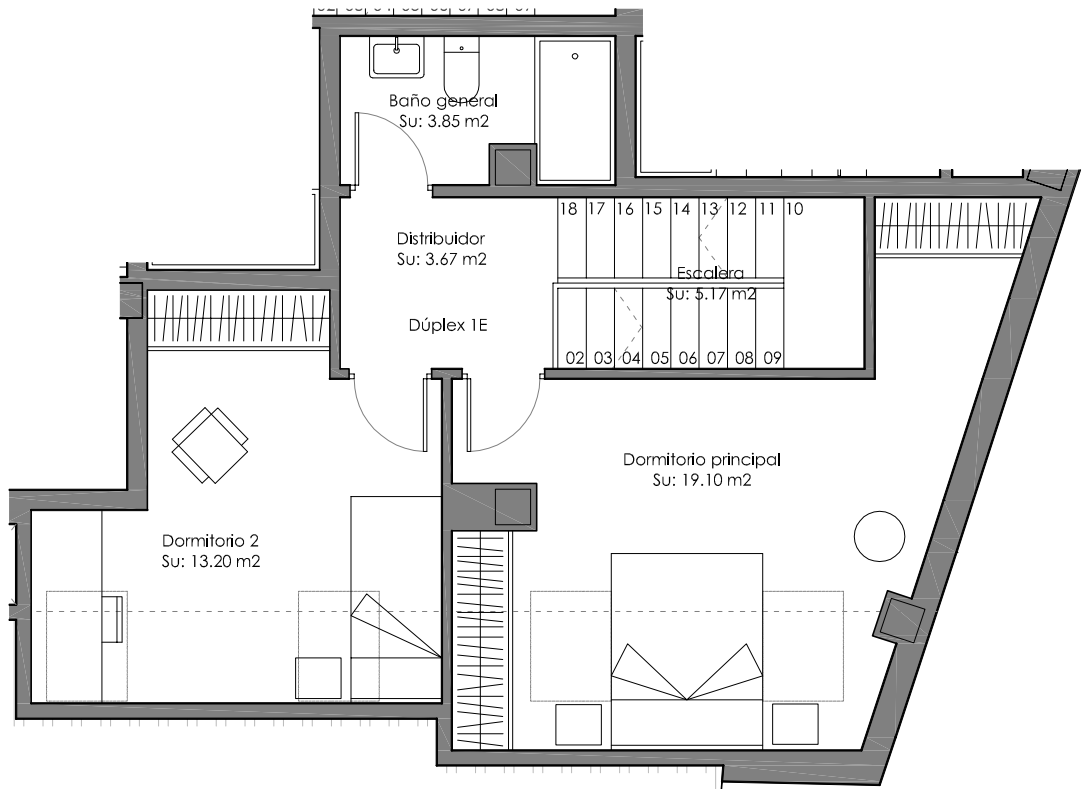 Baño general
Su: 3.85 m2
18 17 16 15 14 13 12 11 10
Distribuidor
Su: 3.67 m2
Escalera
Su: 5.17 m2
Dúplex 1E
02 03 04 05 06 07 08 09
Dormitorio principal
Su: 19.10 m2
Dormitorio 2
Su: 13.20 m2